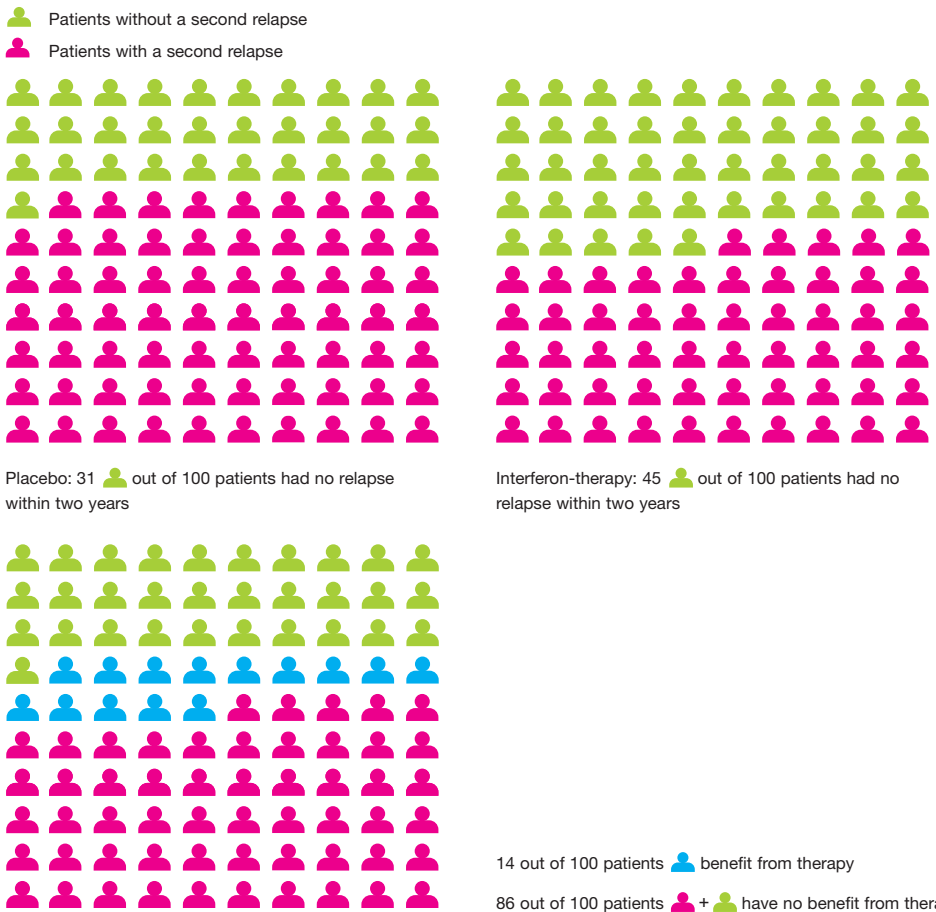 Patients without a second relapse
Patients with a second relapse
Placebo: 31 out of 100 patients had no relapse
within two years
Interferon-therapy: 45 out of 100 patients had no
relapse within two years
14 out of 100 patients benefit from therapy
86 out of 100 patients + have no benefit from thera